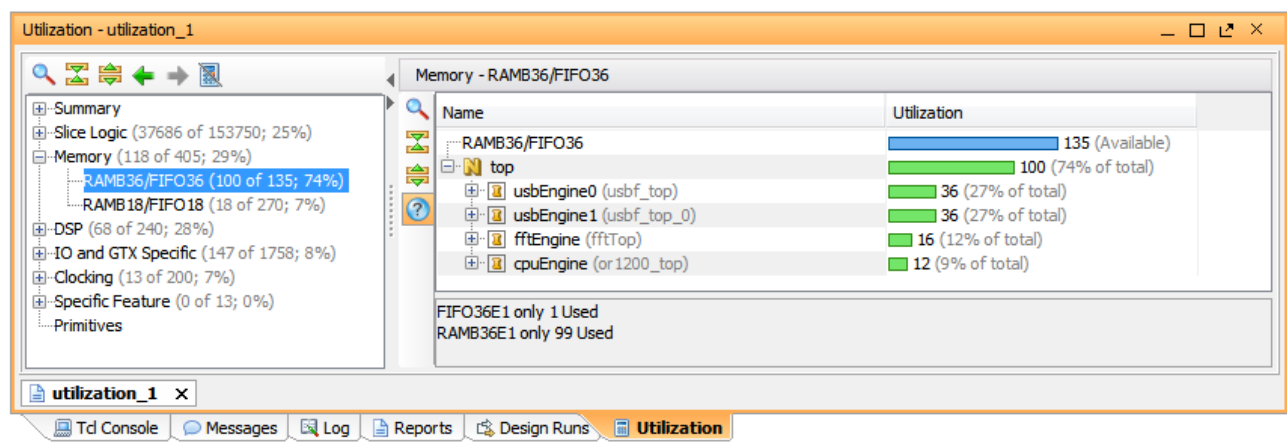 Utilization - utilization_1
Summary
Slice Logic (37686 of 153750; 25%)
Memory (118 of 405; 29%)
RAMB36/FIFO36 (100 of 135; 74%)
RAMB18/FIFO18 (18 of 270; 7%)
DSP (68 of 240; 28%)
IO and GTX Specific (147 of 1758; 8%)
Clocking (13 of 200; 7%)
Specific Feature (0 of 13; 0%)
Primitives
Memory - RAMB36/FIFO36
Name Utilization
RAMB36/FIFO36 135 (Available)
top 100 (74% of total)
usbEngine0 (usbf_top) 36 (27% of total)
usbEngine1 (usbf_top_0) 36 (27% of total)
fftEngine (fftTop) 16 (12% of total)
cpuEngine (or1200_top) 12 (9% of total)
FIFO36E1 only 1 Used
RAMB36E1 only 99 Used
utilization_1
Tcl Console Messages Log Reports Design Runs Utilization